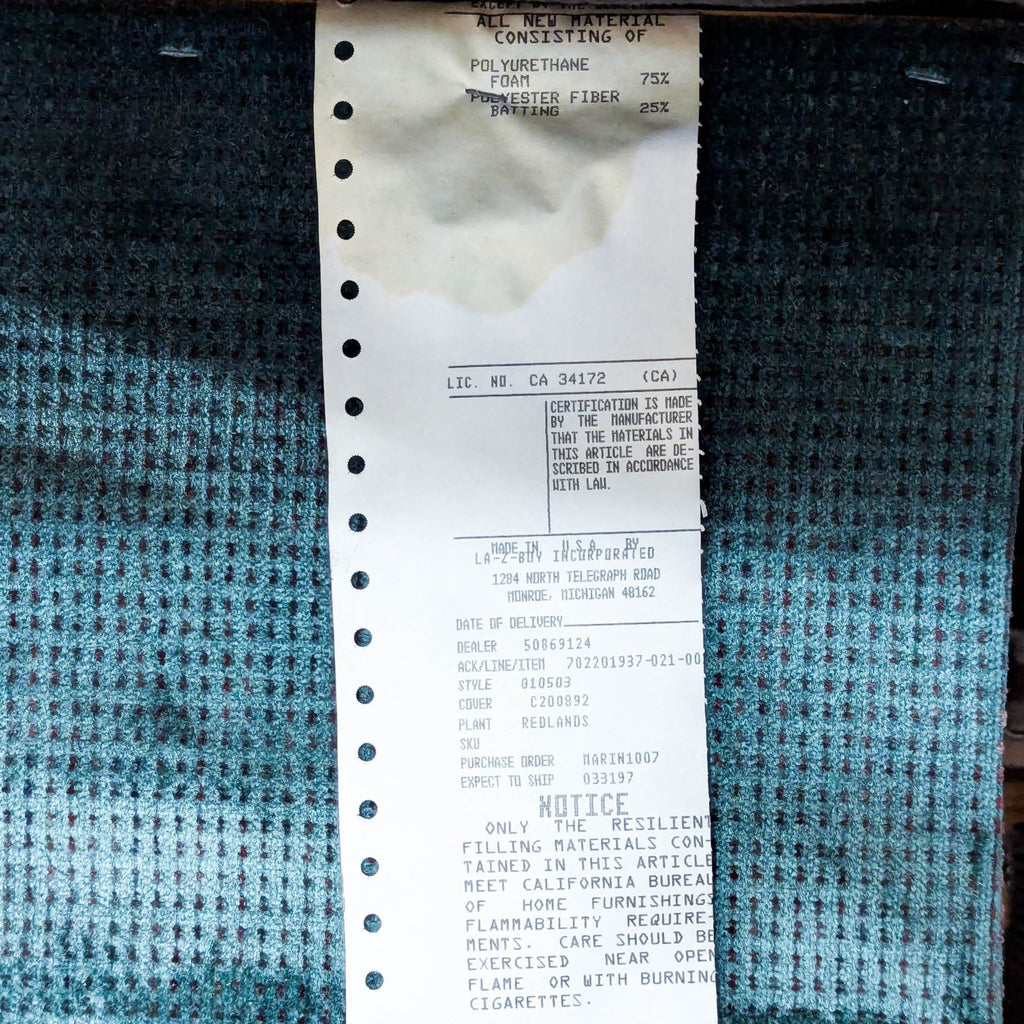 EXCEPT BY THE
ALL NEW MATERIAL
CONSISTING OF
POLYURETHANE
FOAM 75%
POLYESTER FIBER
BATTING 25%
LIC. NO. CA 34172 (CA)
CERTIFICATION IS MADE
BY THE MANUFACTURER
THAT THE MATERIALS IN
THIS ARTICLE ARE DE-
SCRIBED IN ACCORDANCE
WITH LAW.
MADE IN U.S.A. BY
LA-Z-BOY INCORPORATED
1284 NORTH TELEGRAPH ROAD
MONROE, MICHIGAN 48162
DATE OF DELIVERY
DEALER 50869124
ACK/LINE/ITEM 702201937-021-00
STYLE 010503
COVER C200892
PLANT REDLANDS
SKU
PURCHASE ORDER MARIN1007
EXPECT TO SHIP 033197
NOTICE
ONLY THE RESILIENT
FILLING MATERIALS CON-
TAINED IN THIS ARTICLE
MEET CALIFORNIA BUREAU
OF HOME FURNISHINGS
FLAMMABILITY REQUIRE-
MENTS. CARE SHOULD BE
EXERCISED NEAR OPEN
FLAME OR WITH BURNING
CIGARETTES.